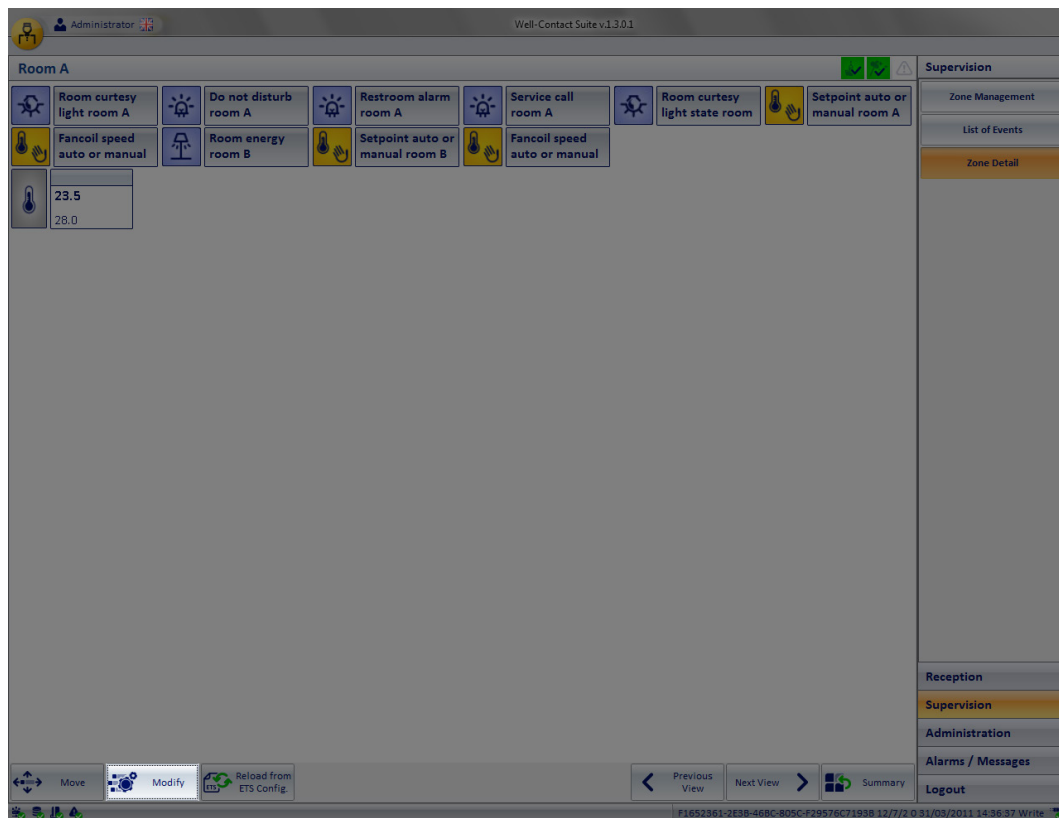 Administrator
Well-Contact Suite v.1.3.0.1
Room A
Supervision
Room curtesy
light room A
Do not disturb
room A
Restroom alarm
room A
Service call
room A
Room curtesy
light state room
Setpoint auto or
manual room A
Fancoil speed
auto or manual
Room energy
room B
Setpoint auto or
manual room B
Fancoil speed
auto or manual
23.5
28.0
Zone Management
List of Events
Zone Detail
Reception
Supervision
Administration
Alarms / Messages
Logout
Move
Modify
ETS
Reload from
ETS Config.
Previous
View
Next View
Summary
F1652361-2E3B-46BC-805C-F29576C7193B 12/7/2 0 31/03/2011 14:36:37 Write